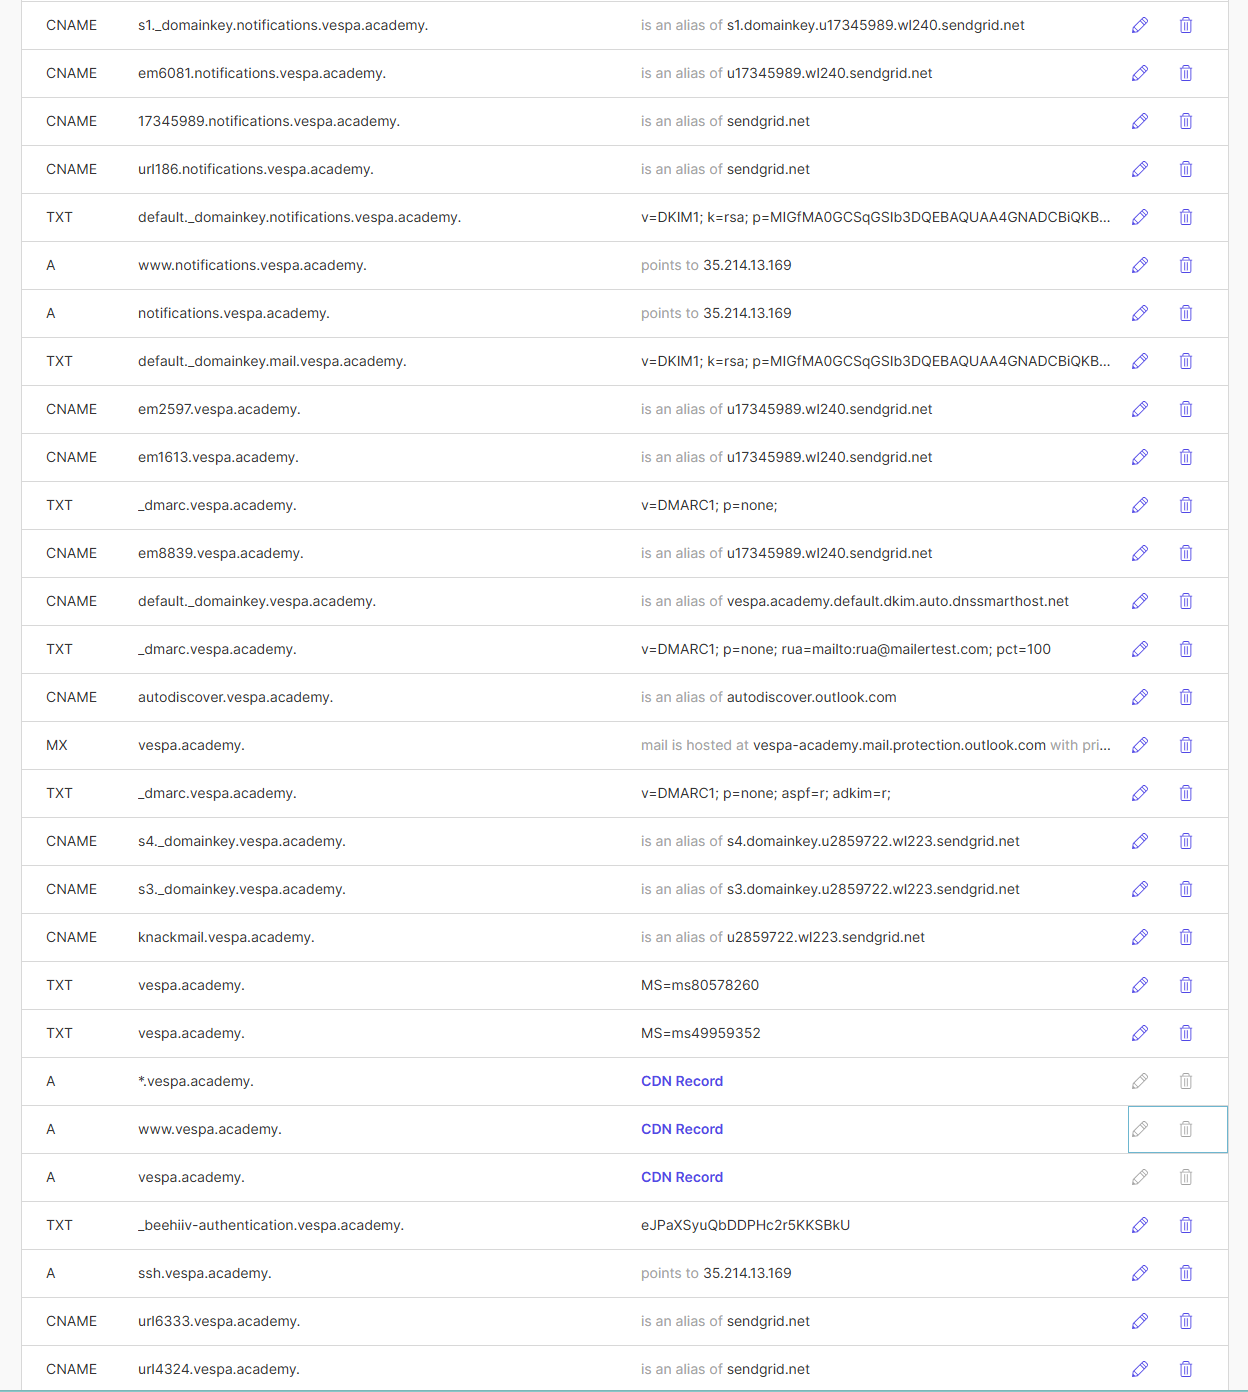 CNAME s1._domainkey.notifications.vespa.academy. is an alias of s1.domainkey.u17345989.wl240.sendgrid.net
CNAME em6081.notifications.vespa.academy. is an alias of u17345989.wl240.sendgrid.net
CNAME 17345989.notifications.vespa.academy. is an alias of sendgrid.net
CNAME url186.notifications.vespa.academy. is an alias of sendgrid.net
TXT default._domainkey.notifications.vespa.academy. v=DKIM1; k=rsa; p=MIGfMA0GCSqGSIb3DQEBAQUAA4GNADCBiQKB...
A www.notifications.vespa.academy. points to 35.214.13.169
A notifications.vespa.academy. points to 35.214.13.169
TXT default._domainkey.mail.vespa.academy. v=DKIM1; k=rsa; p=MIGfMA0GCSqGSIb3DQEBAQUAA4GNADCBiQKB...
CNAME em2597.vespa.academy. is an alias of u17345989.wl240.sendgrid.net
CNAME em1613.vespa.academy. is an alias of u17345989.wl240.sendgrid.net
TXT _dmarc.vespa.academy. v=DMARC1; p=none;
CNAME em8839.vespa.academy. is an alias of u17345989.wl240.sendgrid.net
CNAME default._domainkey.vespa.academy. is an alias of vespa.academy.default.dkim.auto.dnssmarthost.net
TXT _dmarc.vespa.academy. v=DMARC1; p=none; rua=mailto:rua@mailertest.com; pct=100
CNAME autodiscover.vespa.academy. is an alias of autodiscover.outlook.com
MX vespa.academy. mail is hosted at vespa-academy.mail.protection.outlook.com with pri...
TXT _dmarc.vespa.academy. v=DMARC1; p=none; aspf=r; adkim=r;
CNAME s4._domainkey.vespa.academy. is an alias of s4.domainkey.u2859722.wl223.sendgrid.net
CNAME s3._domainkey.vespa.academy. is an alias of s3.domainkey.u2859722.wl223.sendgrid.net
CNAME knackmail.vespa.academy. is an alias of u2859722.wl223.sendgrid.net
TXT vespa.academy. MS=ms80578260
TXT vespa.academy. MS=ms49959352
A *.vespa.academy. CDN Record
A www.vespa.academy. CDN Record
A vespa.academy. CDN Record
TXT _beehiiv-authentication.vespa.academy. eJPaXSyuQbDDPHc2r5KKSBkU
A ssh.vespa.academy. points to 35.214.13.169
CNAME url6333.vespa.academy. is an alias of sendgrid.net
CNAME url4324.vespa.academy. is an alias of sendgrid.net